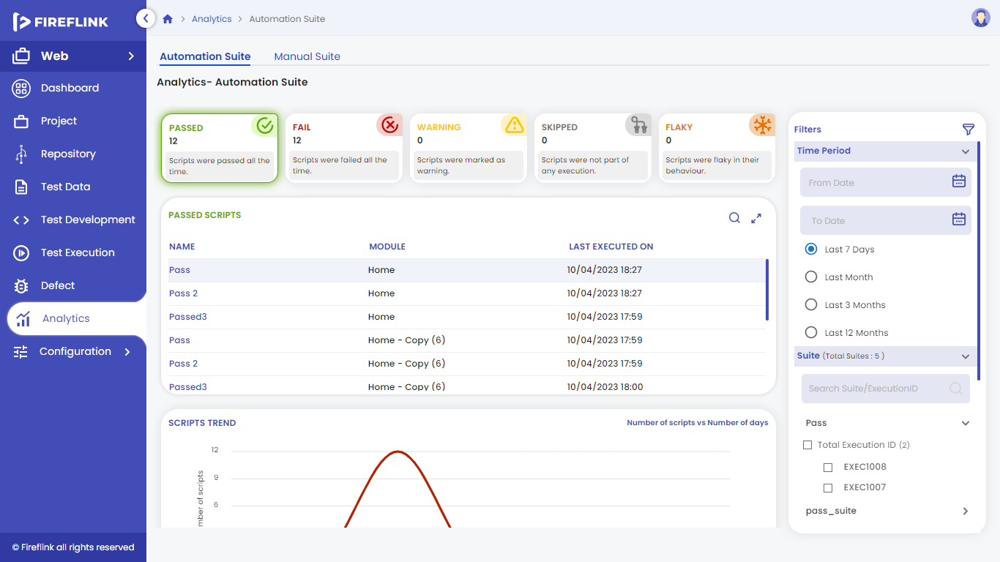 FIREFLINK
Analytics
Automation Suite
Web
Dashboard
Project
Repository
Test Data
Test Development
Test Execution
Defect
Analytics
Configuration
© Fireflink all rights reserved
Automation Suite
Manual Suite
Analytics- Automation Suite
PASSED
12
Scripts were passed all the
time.
FAIL
12
Scripts were failed all the
time.
WARNING
0
Scripts were marked as
warning.
SKIPPED
0
Scripts were not part of
any execution.
FLAKY
0
Scripts were flaky in their
behaviour.
PASSED SCRIPTS
NAME MODULE LAST EXECUTED ON
Pass Home 10/04/2023 18:27
Pass 2 Home 10/04/2023 18:27
Passed3 Home 10/04/2023 17:59
Pass Home - Copy (6) 10/04/2023 17:59
Pass 2 Home - Copy (6) 10/04/2023 17:59
Passed3 Home - Copy (6) 10/04/2023 18:00
SCRIPTS TREND
Number of scripts vs Number of days
12
9
6
of scripts
Filters
Time Period
From Date
To Date
Last 7 Days
Last Month
Last 3 Months
Last 12 Months
Suite (Total Suites : 5 )
Search Suite/ExecutionID
Pass
Total Execution ID (2)
EXEC1008
EXEC1007
pass_suite